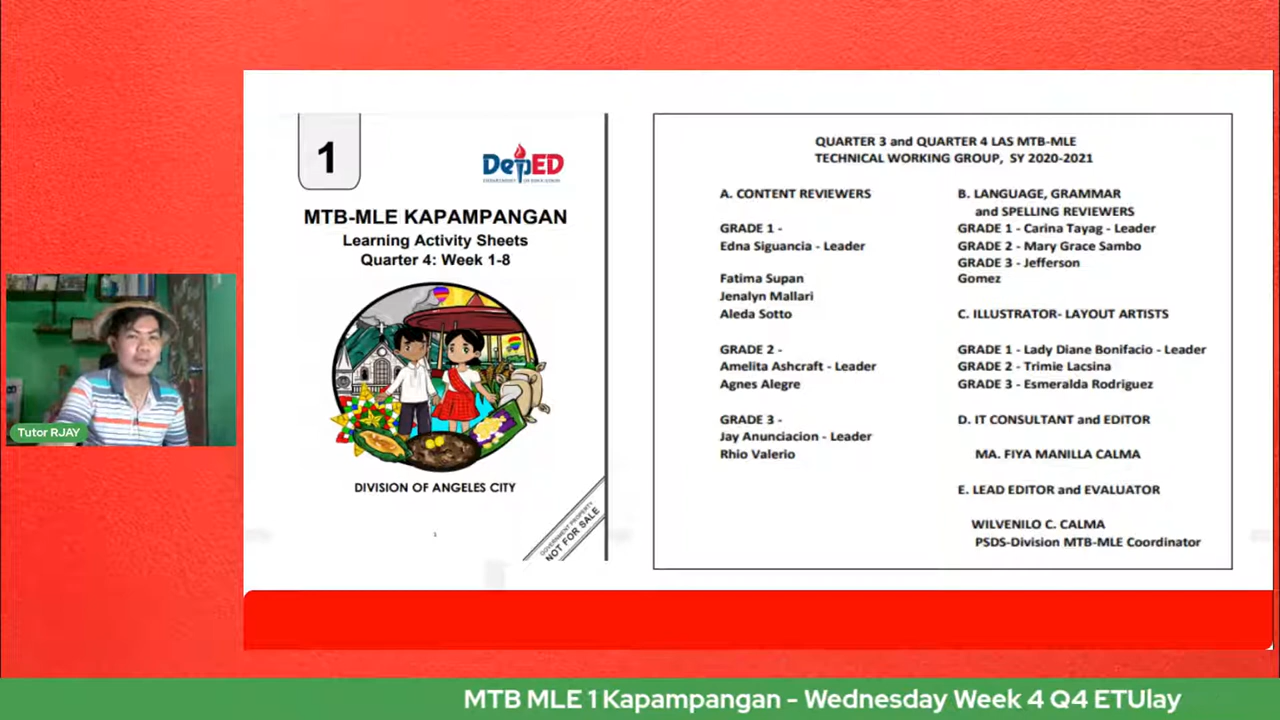 1
DepED
DEPARTMENT OF EDUCATION
MTB-MLE KAPAMPANGAN
Learning Activity Sheets
Quarter 4: Week 1-8
DIVISION OF ANGELES CITY
1
GOVERNMENT PROPERTY
NOT FOR SALE
QUARTER 3 and QUARTER 4 LAS MTB-MLE
TECHNICAL WORKING GROUP, SY 2020-2021
A. CONTENT REVIEWERS
GRADE 1 -
Edna Siguancia - Leader
Fatima Supan
Jenalyn Mallari
Aleda Sotto
GRADE 2 -
Amelita Ashcraft - Leader
Agnes Alegre
GRADE 3 -
Jay Anunciacion - Leader
Rhio Valerio
B. LANGUAGE, GRAMMAR
and SPELLING REVIEWERS
GRADE 1 - Carina Tayag - Leader
GRADE 2 - Mary Grace Sambo
GRADE 3 - Jefferson
Gomez
C. ILLUSTRATOR- LAYOUT ARTISTS
GRADE 1 - Lady Diane Bonifacio - Leader
GRADE 2 - Trimie Lacsina
GRADE 3 - Esmeralda Rodriguez
D. IT CONSULTANT and EDITOR
MA. FIYA MANILLA CALMA
E. LEAD EDITOR and EVALUATOR
WILVENILO C. CALMA
PSDS-Division MTB-MLE Coordinator
Tutor RJAY
MTB MLE 1 Kapampangan - Wednesday Week 4 Q4 ETUlay